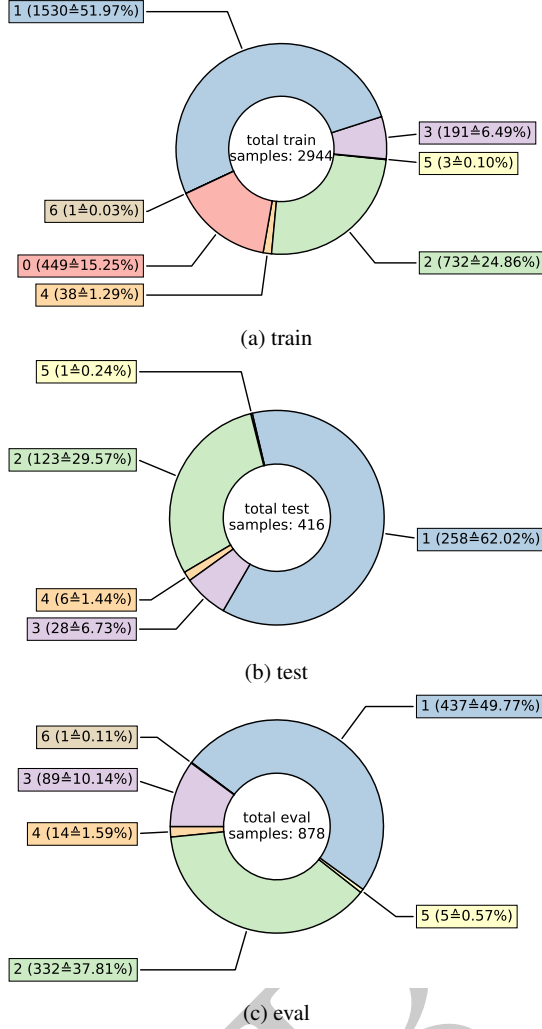 1 (1530≙51.97%)
total train
samples: 2944
3 (191≙6.49%)
5 (3≙0.10%)
6 (1≙0.03%)
0 (449≙15.25%)
2 (732≙24.86%)
4 (38≙1.29%)
(a) train
5 (1≙0.24%)
2 (123≙29.57%)
total test
samples: 416
1 (258≙62.02%)
4 (6≙1.44%)
3 (28≙6.73%)
(b) test
1 (437≙49.77%)
6 (1≙0.11%)
3 (89≙10.14%)
total eval
samples: 878
4 (14≙1.59%)
5 (5≙0.57%)
2 (332≙37.81%)
(c) eval